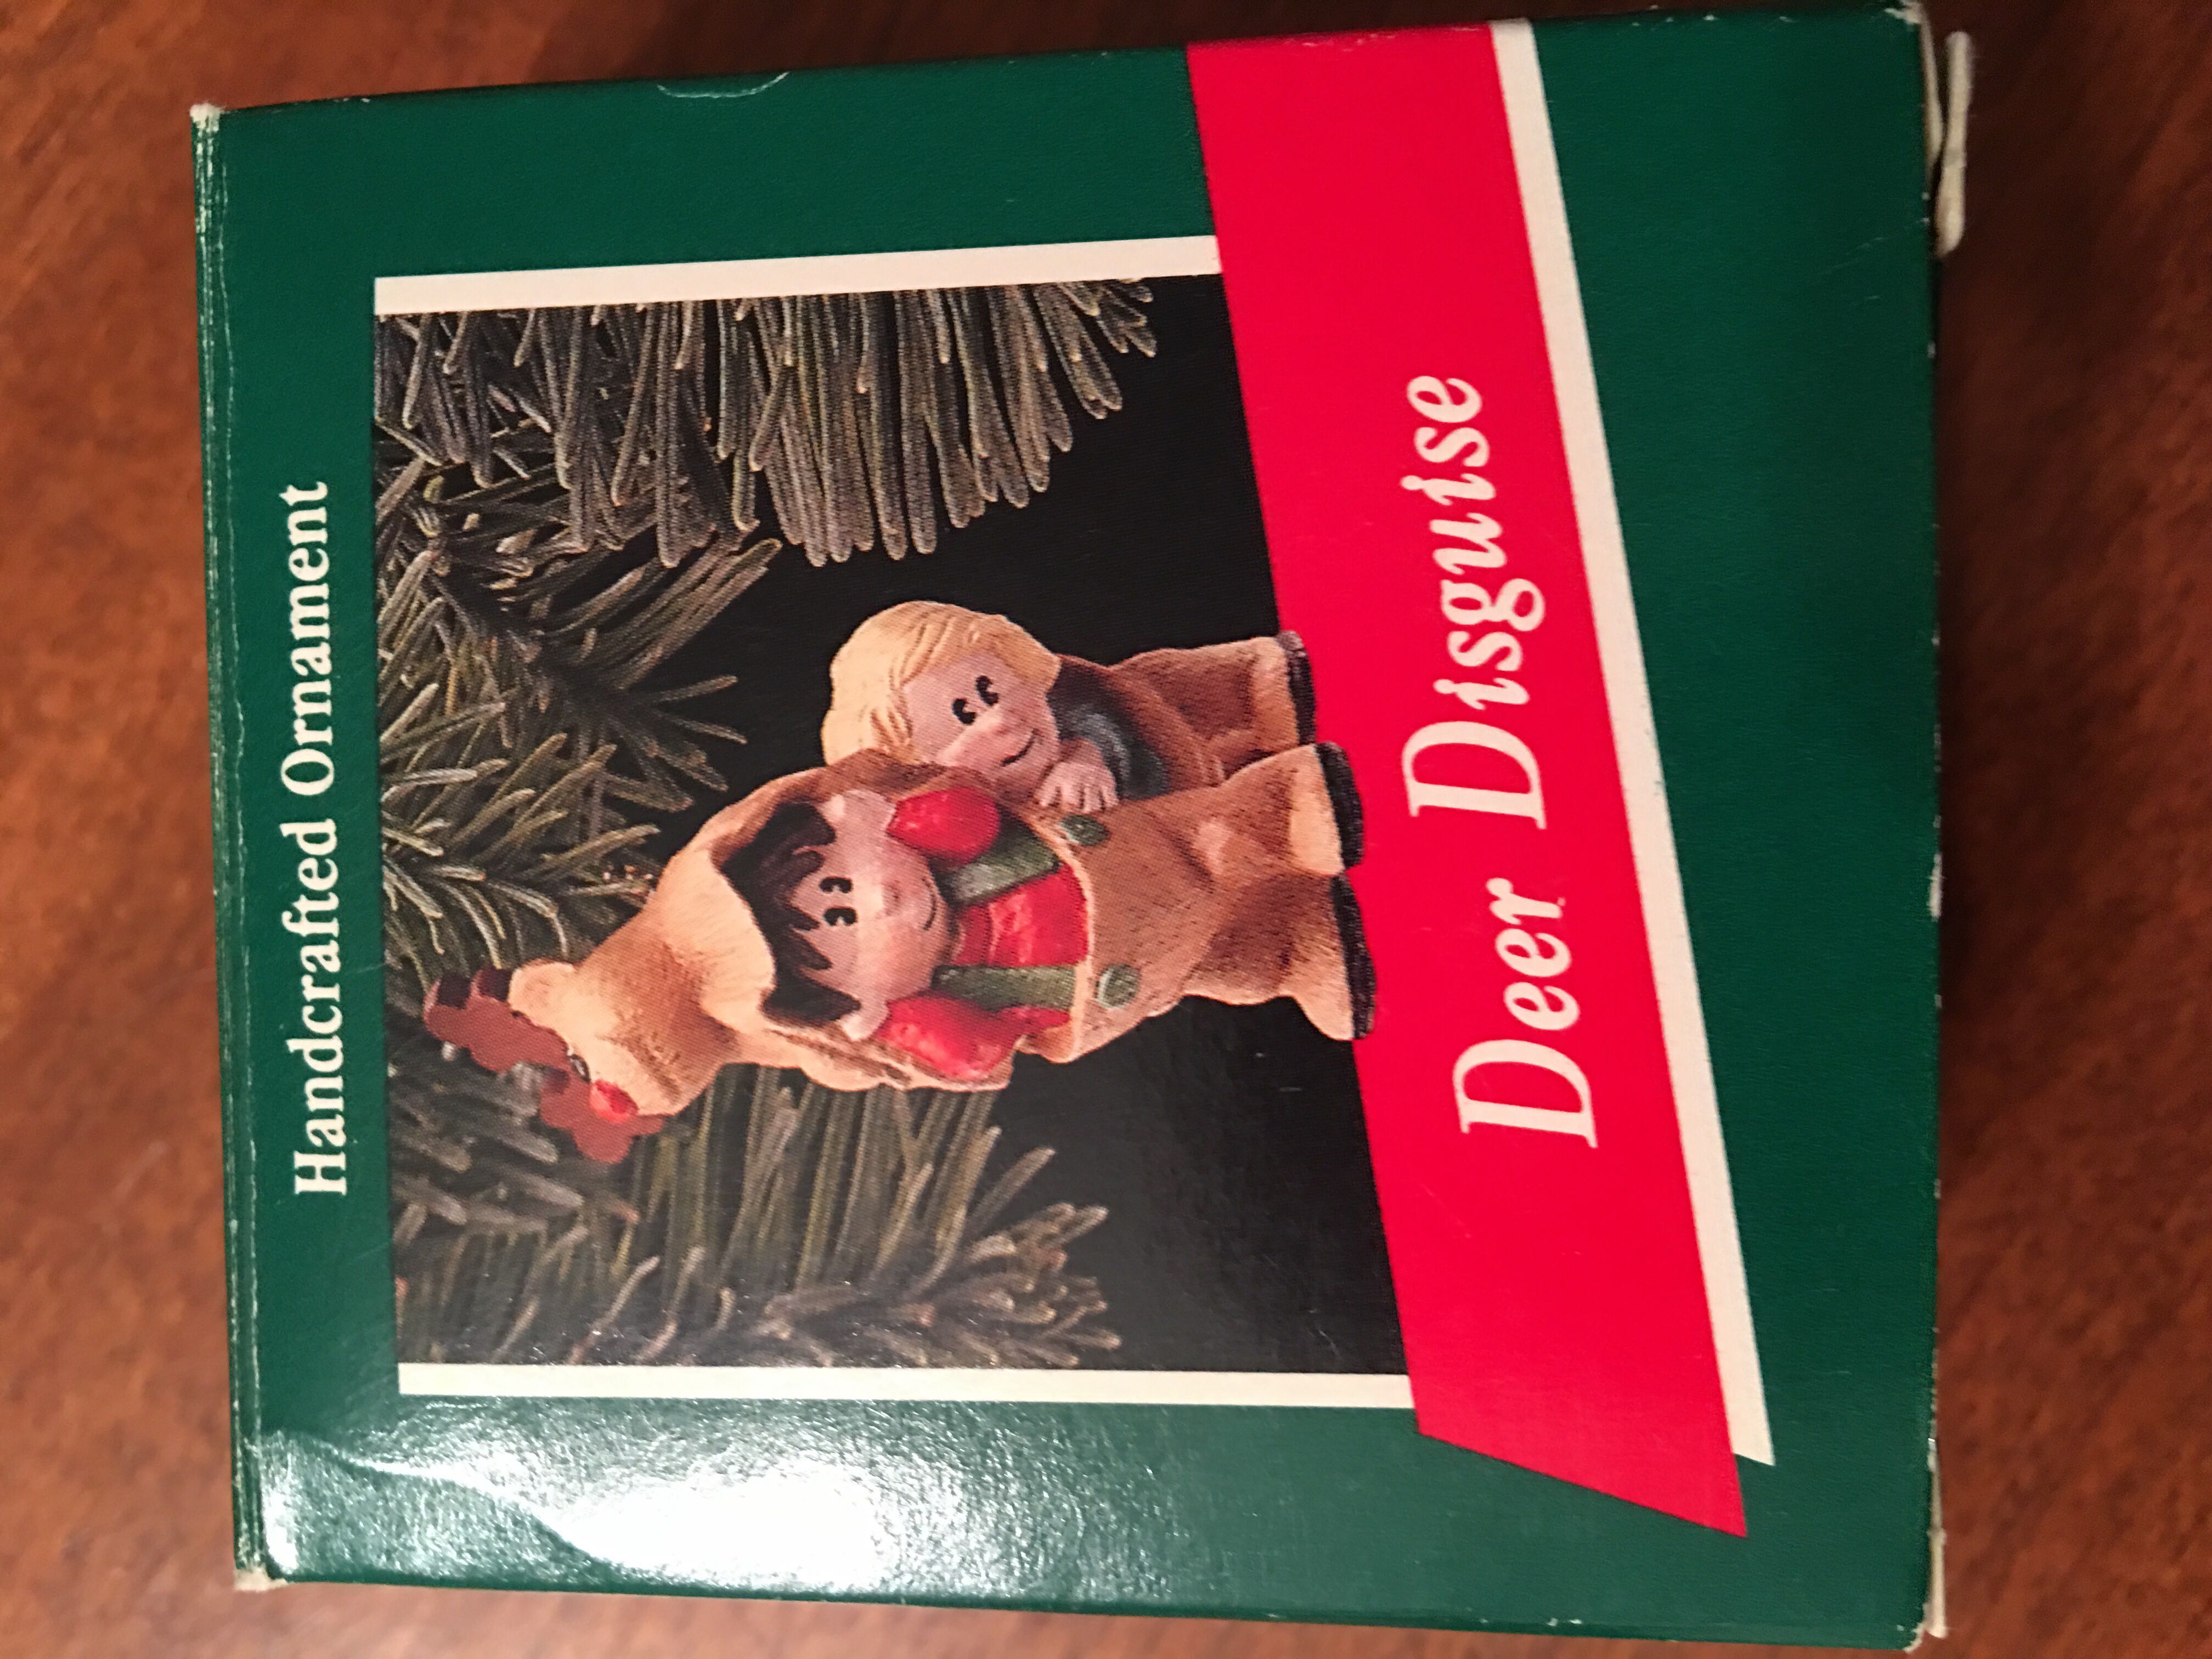 Handcrafted Ornament
Deer Disguise